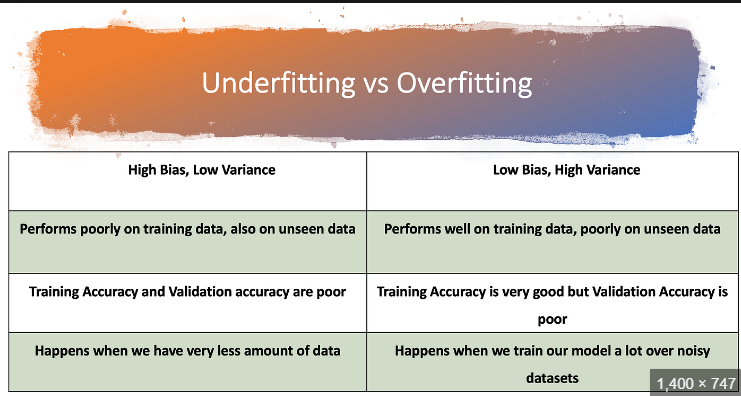 Underfitting vs Overfitting
High Bias, Low Variance
Low Bias, High Variance
Performs poorly on training data, also on unseen data
Performs well on training data, poorly on unseen data
Training Accuracy and Validation accuracy are poor
Training Accuracy is very good but Validation Accuracy is
poor
Happens when we have very less amount of data
Happens when we train our model a lot over noisy
datasets
1,400 × 747